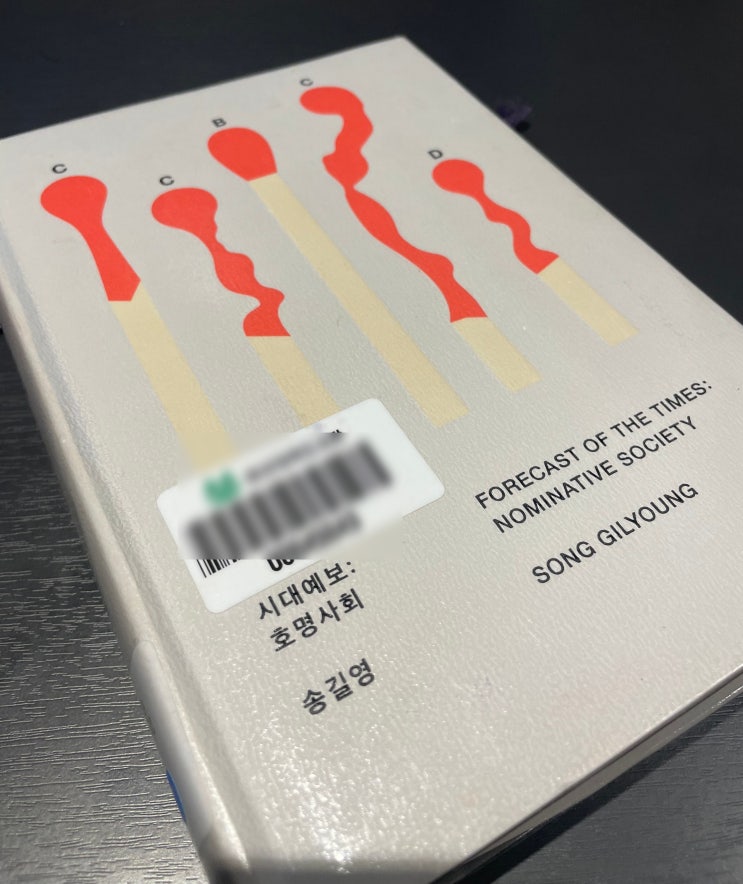 C
C
B
C
D
FORECAST OF THE TIMES:
NOMINATIVE SOCIETY
SONG GILYOUNG
시대예보:
호명사회
송길영